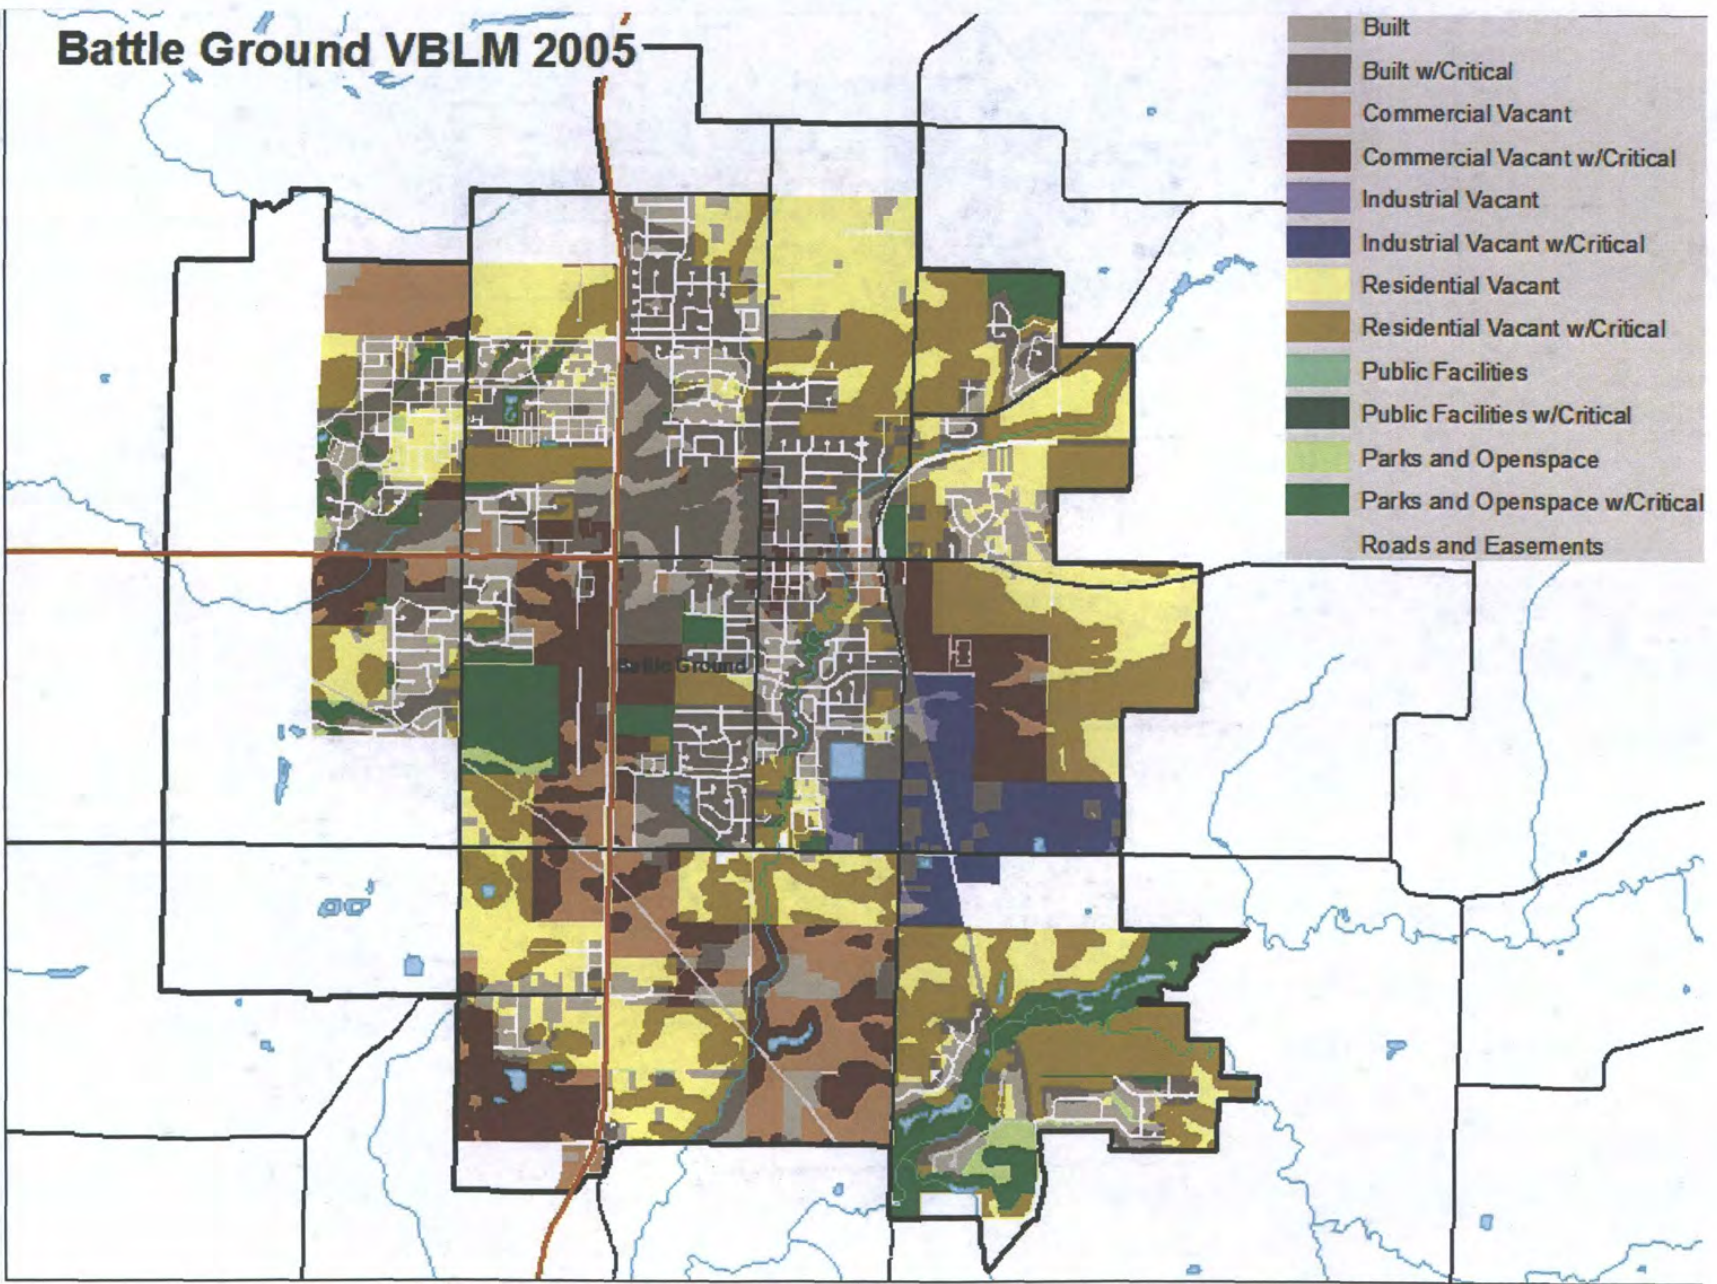 Battle Ground VBLM 2005
Built
Built w/Critical
Commercial Vacant
Commercial Vacant w/Critical
Industrial Vacant
Industrial Vacant w/Critical
Residential Vacant
Residential Vacant w/Critical
Public Facilities
Public Facilities w/Critical
Parks and Openspace
Parks and Openspace w/Critical
Roads and Easements
Battle Ground